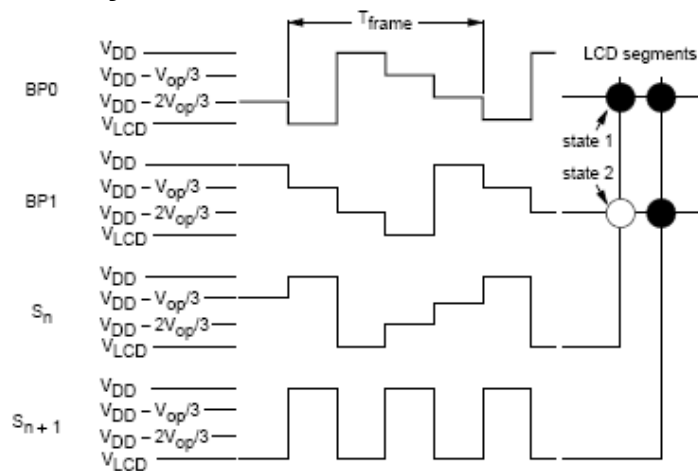 Tframe
VDD
VDD – Vop/3
BP0
VDD – 2Vop/3
VLCD
LCD segments
state 1
VDD
VDD – Vop/3
BP1
VDD – 2Vop/3
VLCD
state 2
VDD
VDD – Vop/3
Sn
VDD – 2Vop/3
VLCD
VDD
VDD – Vop/3
Sn + 1
VDD – 2Vop/3
VLCD